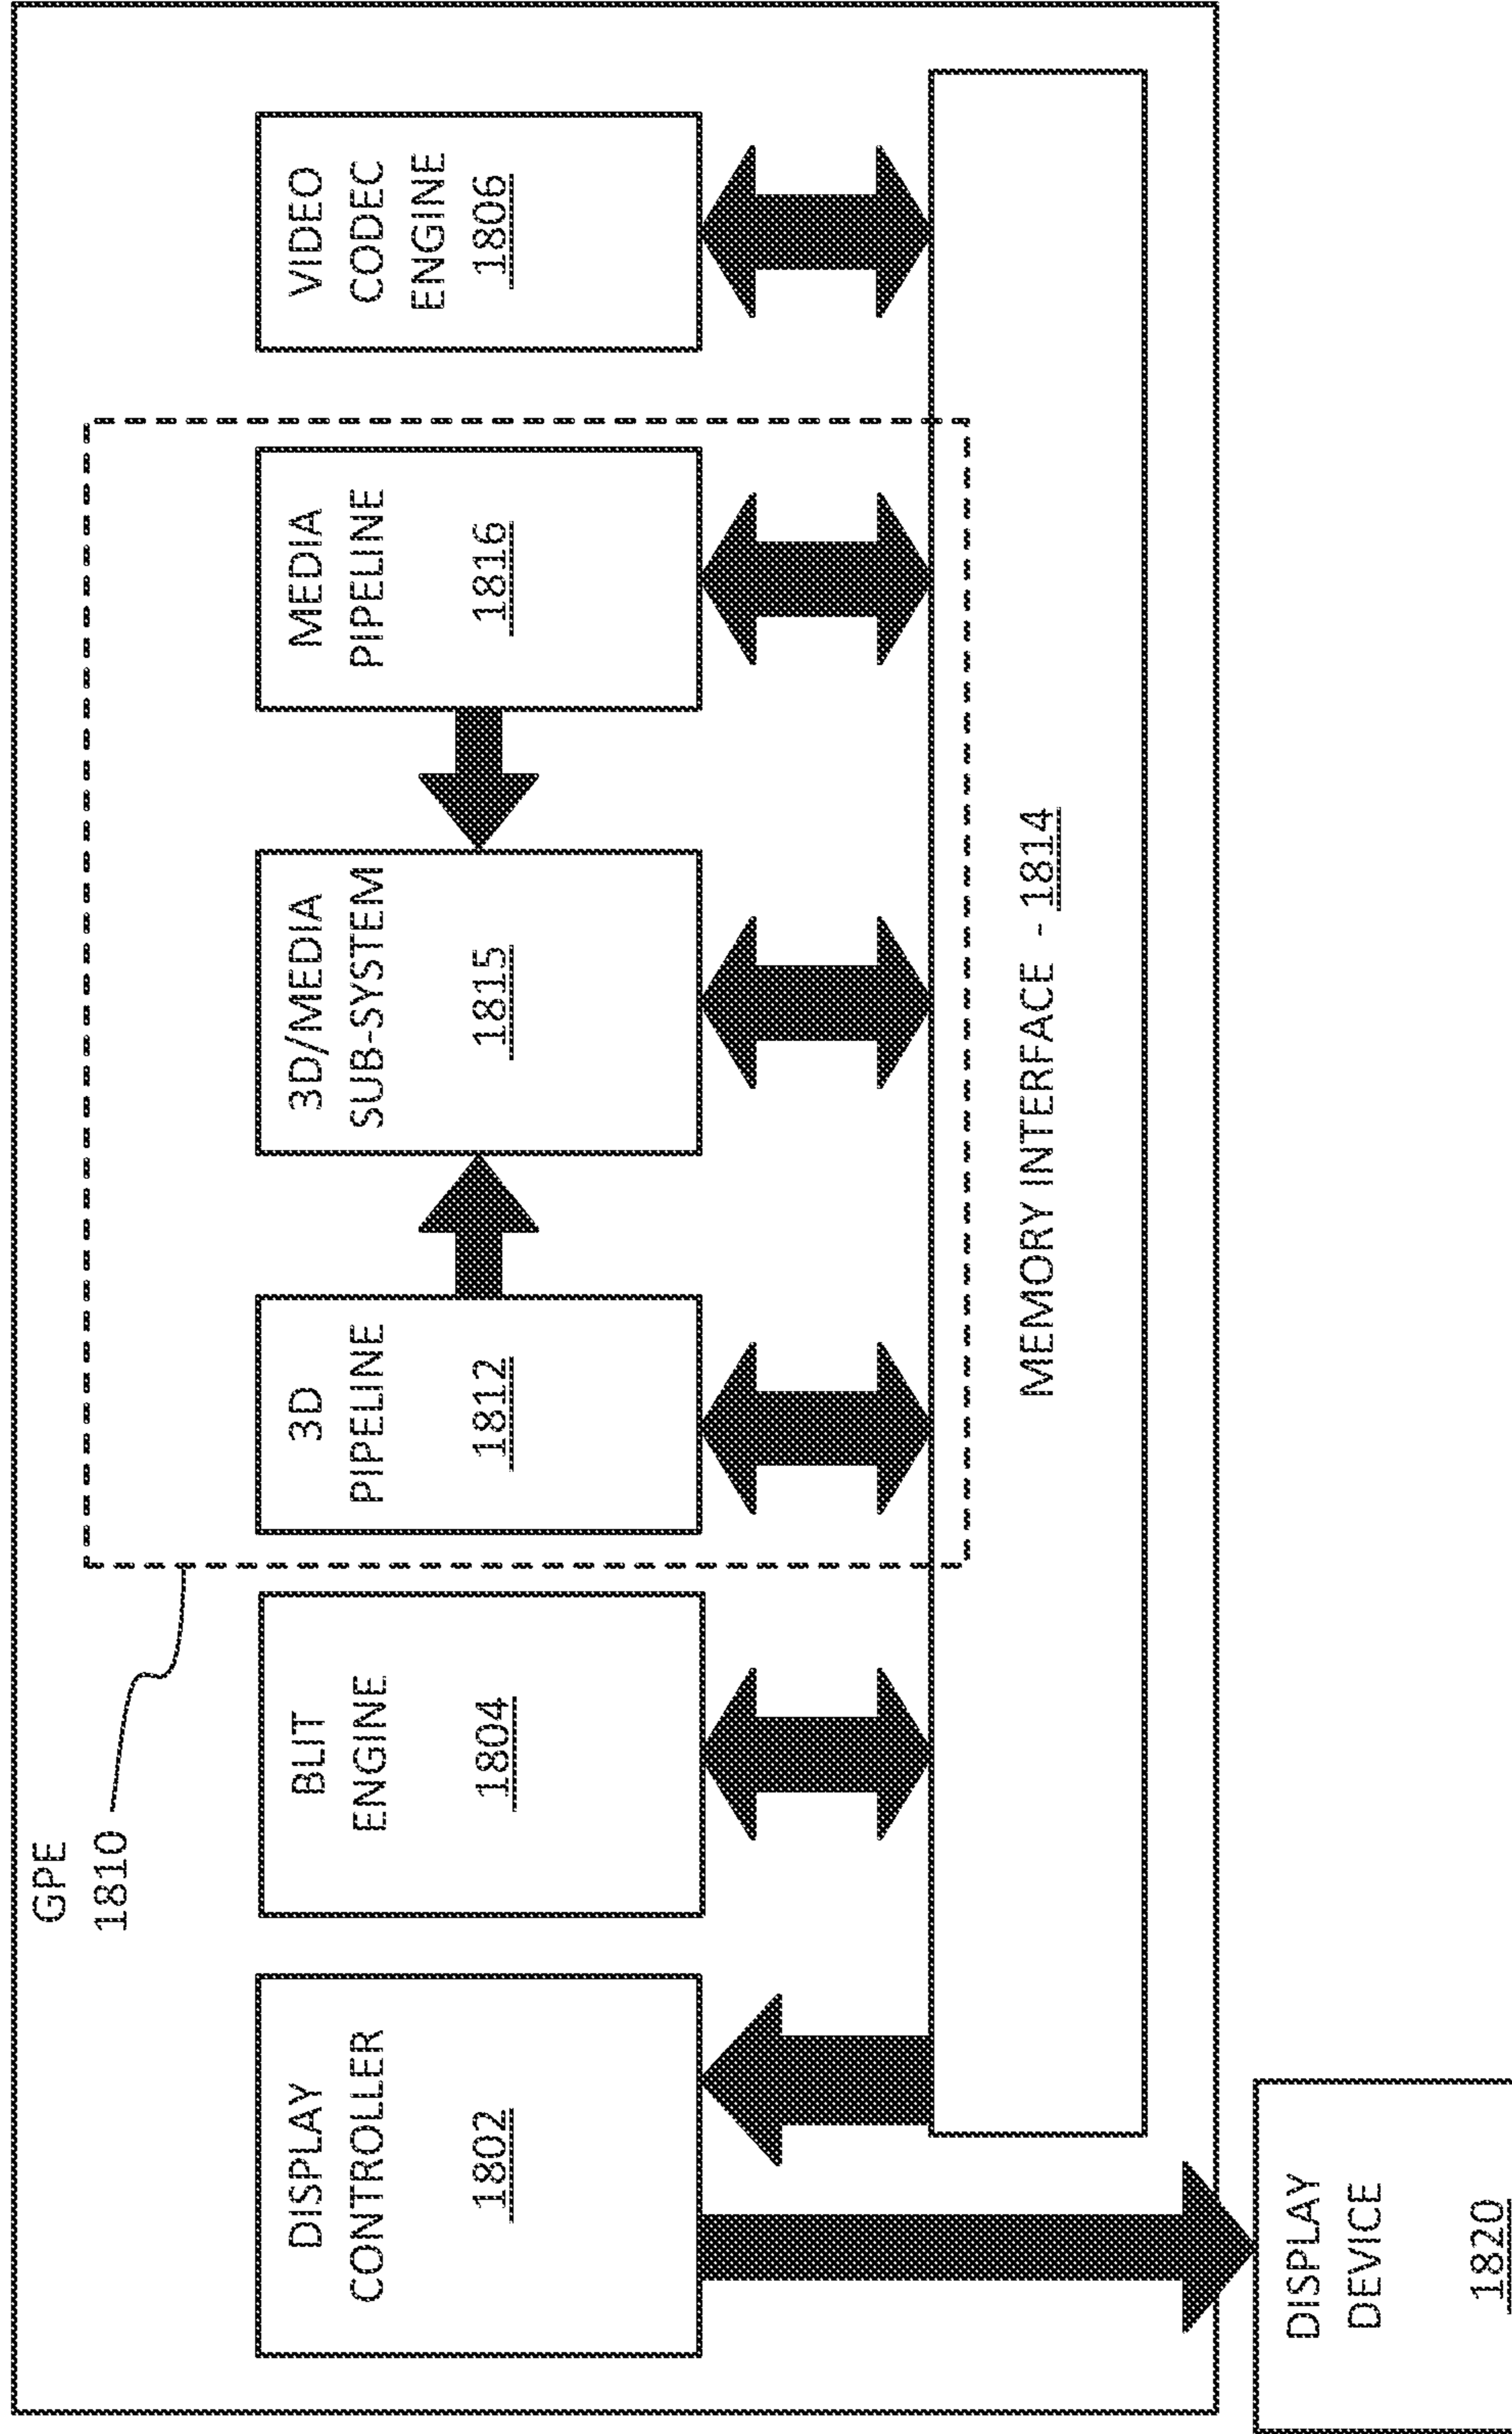 GPE
1810
DISPLAY
CONTROLLER
1802
BLIT
ENGINE
1804
3D
PIPELINE
1812
3D/MEDIA
SUB-SYSTEM
1815
MEDIA
PIPELINE
1816
VIDEO
CODEC
ENGINE
1806
MEMORY INTERFACE - 1814
DISPLAY
DEVICE
1820